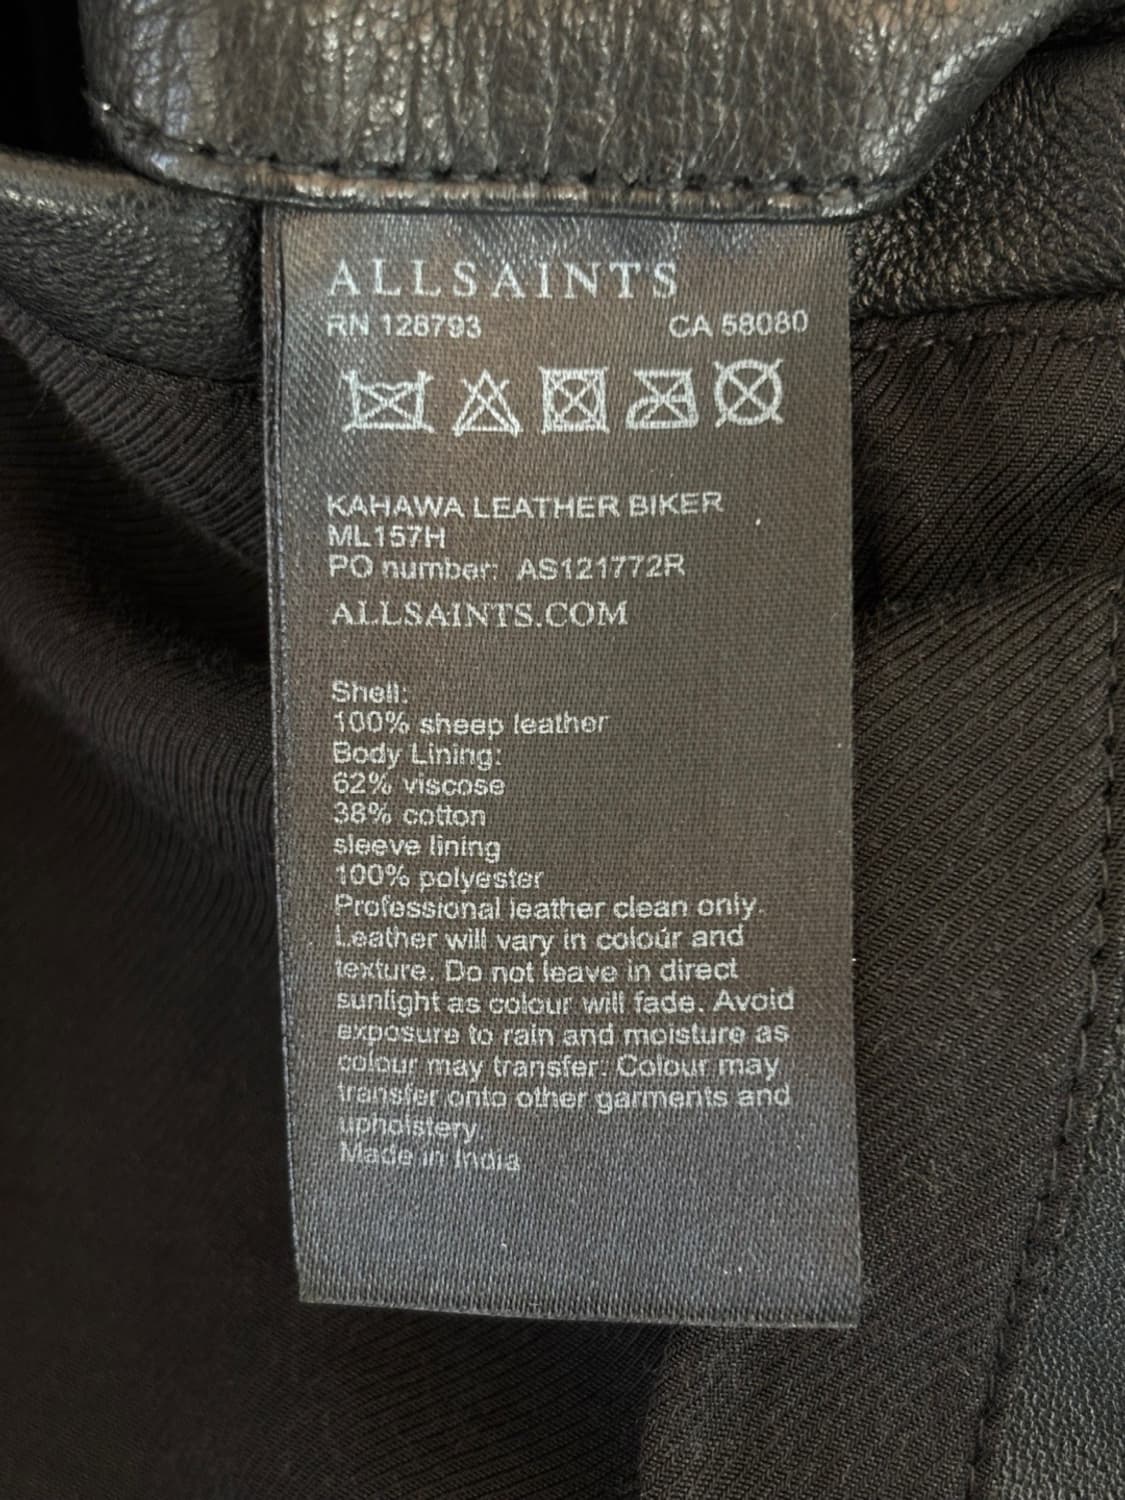 ALLSAINTS
RN 128793 CA 58080
KAHAWA LEATHER BIKER
ML157H
PO number: AS121772R
ALLSAINTS.COM
Shell:
100% sheep leather
Body Lining:
62% viscose
38% cotton
sleeve lining
100% polyester
Professional leather clean only.
Leather will vary in colour and
texture. Do not leave in direct
sunlight as colour will fade. Avoid
exposure to rain and moisture as
colour may transfer. Colour may
transfer onto other garments and
upholstery.
Made in India